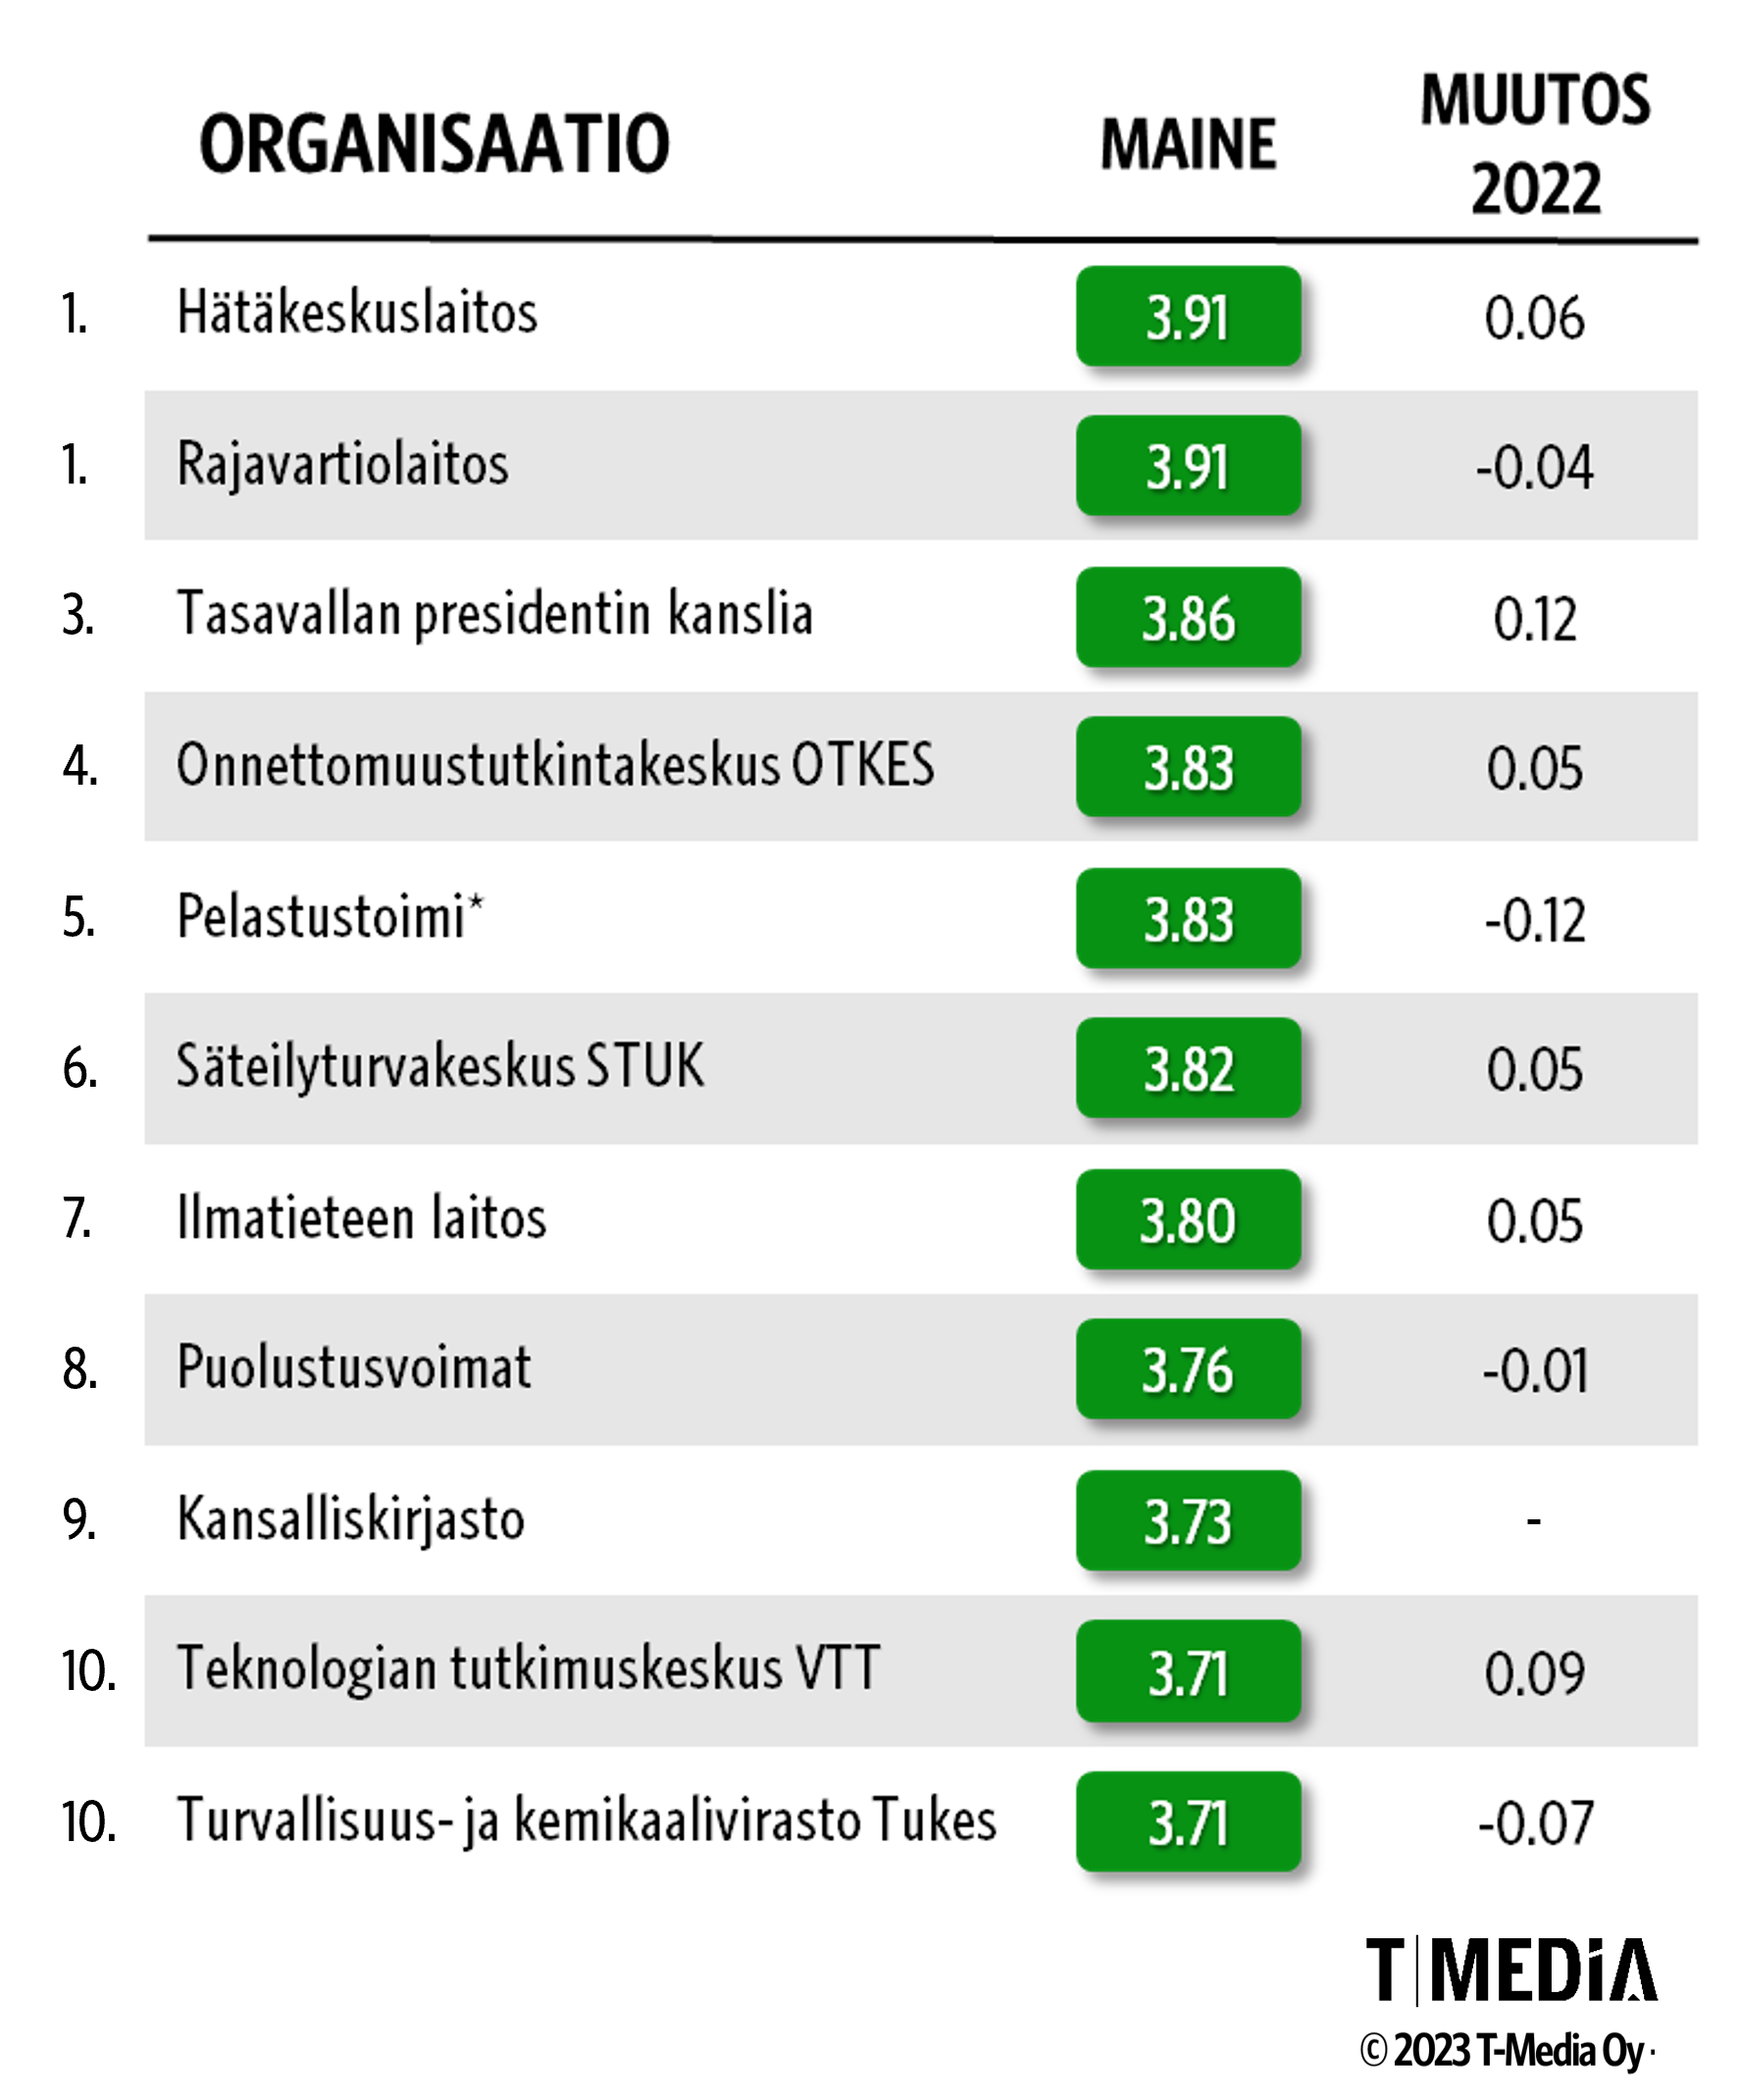 ORGANISAATIO MAINE MUUTOS
2022
1. Hätäkeskuslaitos 3.91 0.06
1. Rajavartiolaitos 3.91 -0.04
3. Tasavallan presidentin kanslia 3.86 0.12
4. Onnettomuustutkintakeskus OTKES 3.83 0.05
5. Pelastustoimi* 3.83 -0.12
6. Säteilyturvakeskus STUK 3.82 0.05
7. Ilmatieteen laitos 3.80 0.05
8. Puolustusvoimat 3.76 -0.01
9. Kansalliskirjasto 3.73 -
10. Teknologian tutkimuskeskus VTT 3.71 0.09
10. Turvallisuus- ja kemikaalivirasto Tukes 3.71 -0.07
T|MEDiA
© 2023 T-Media Oy ·